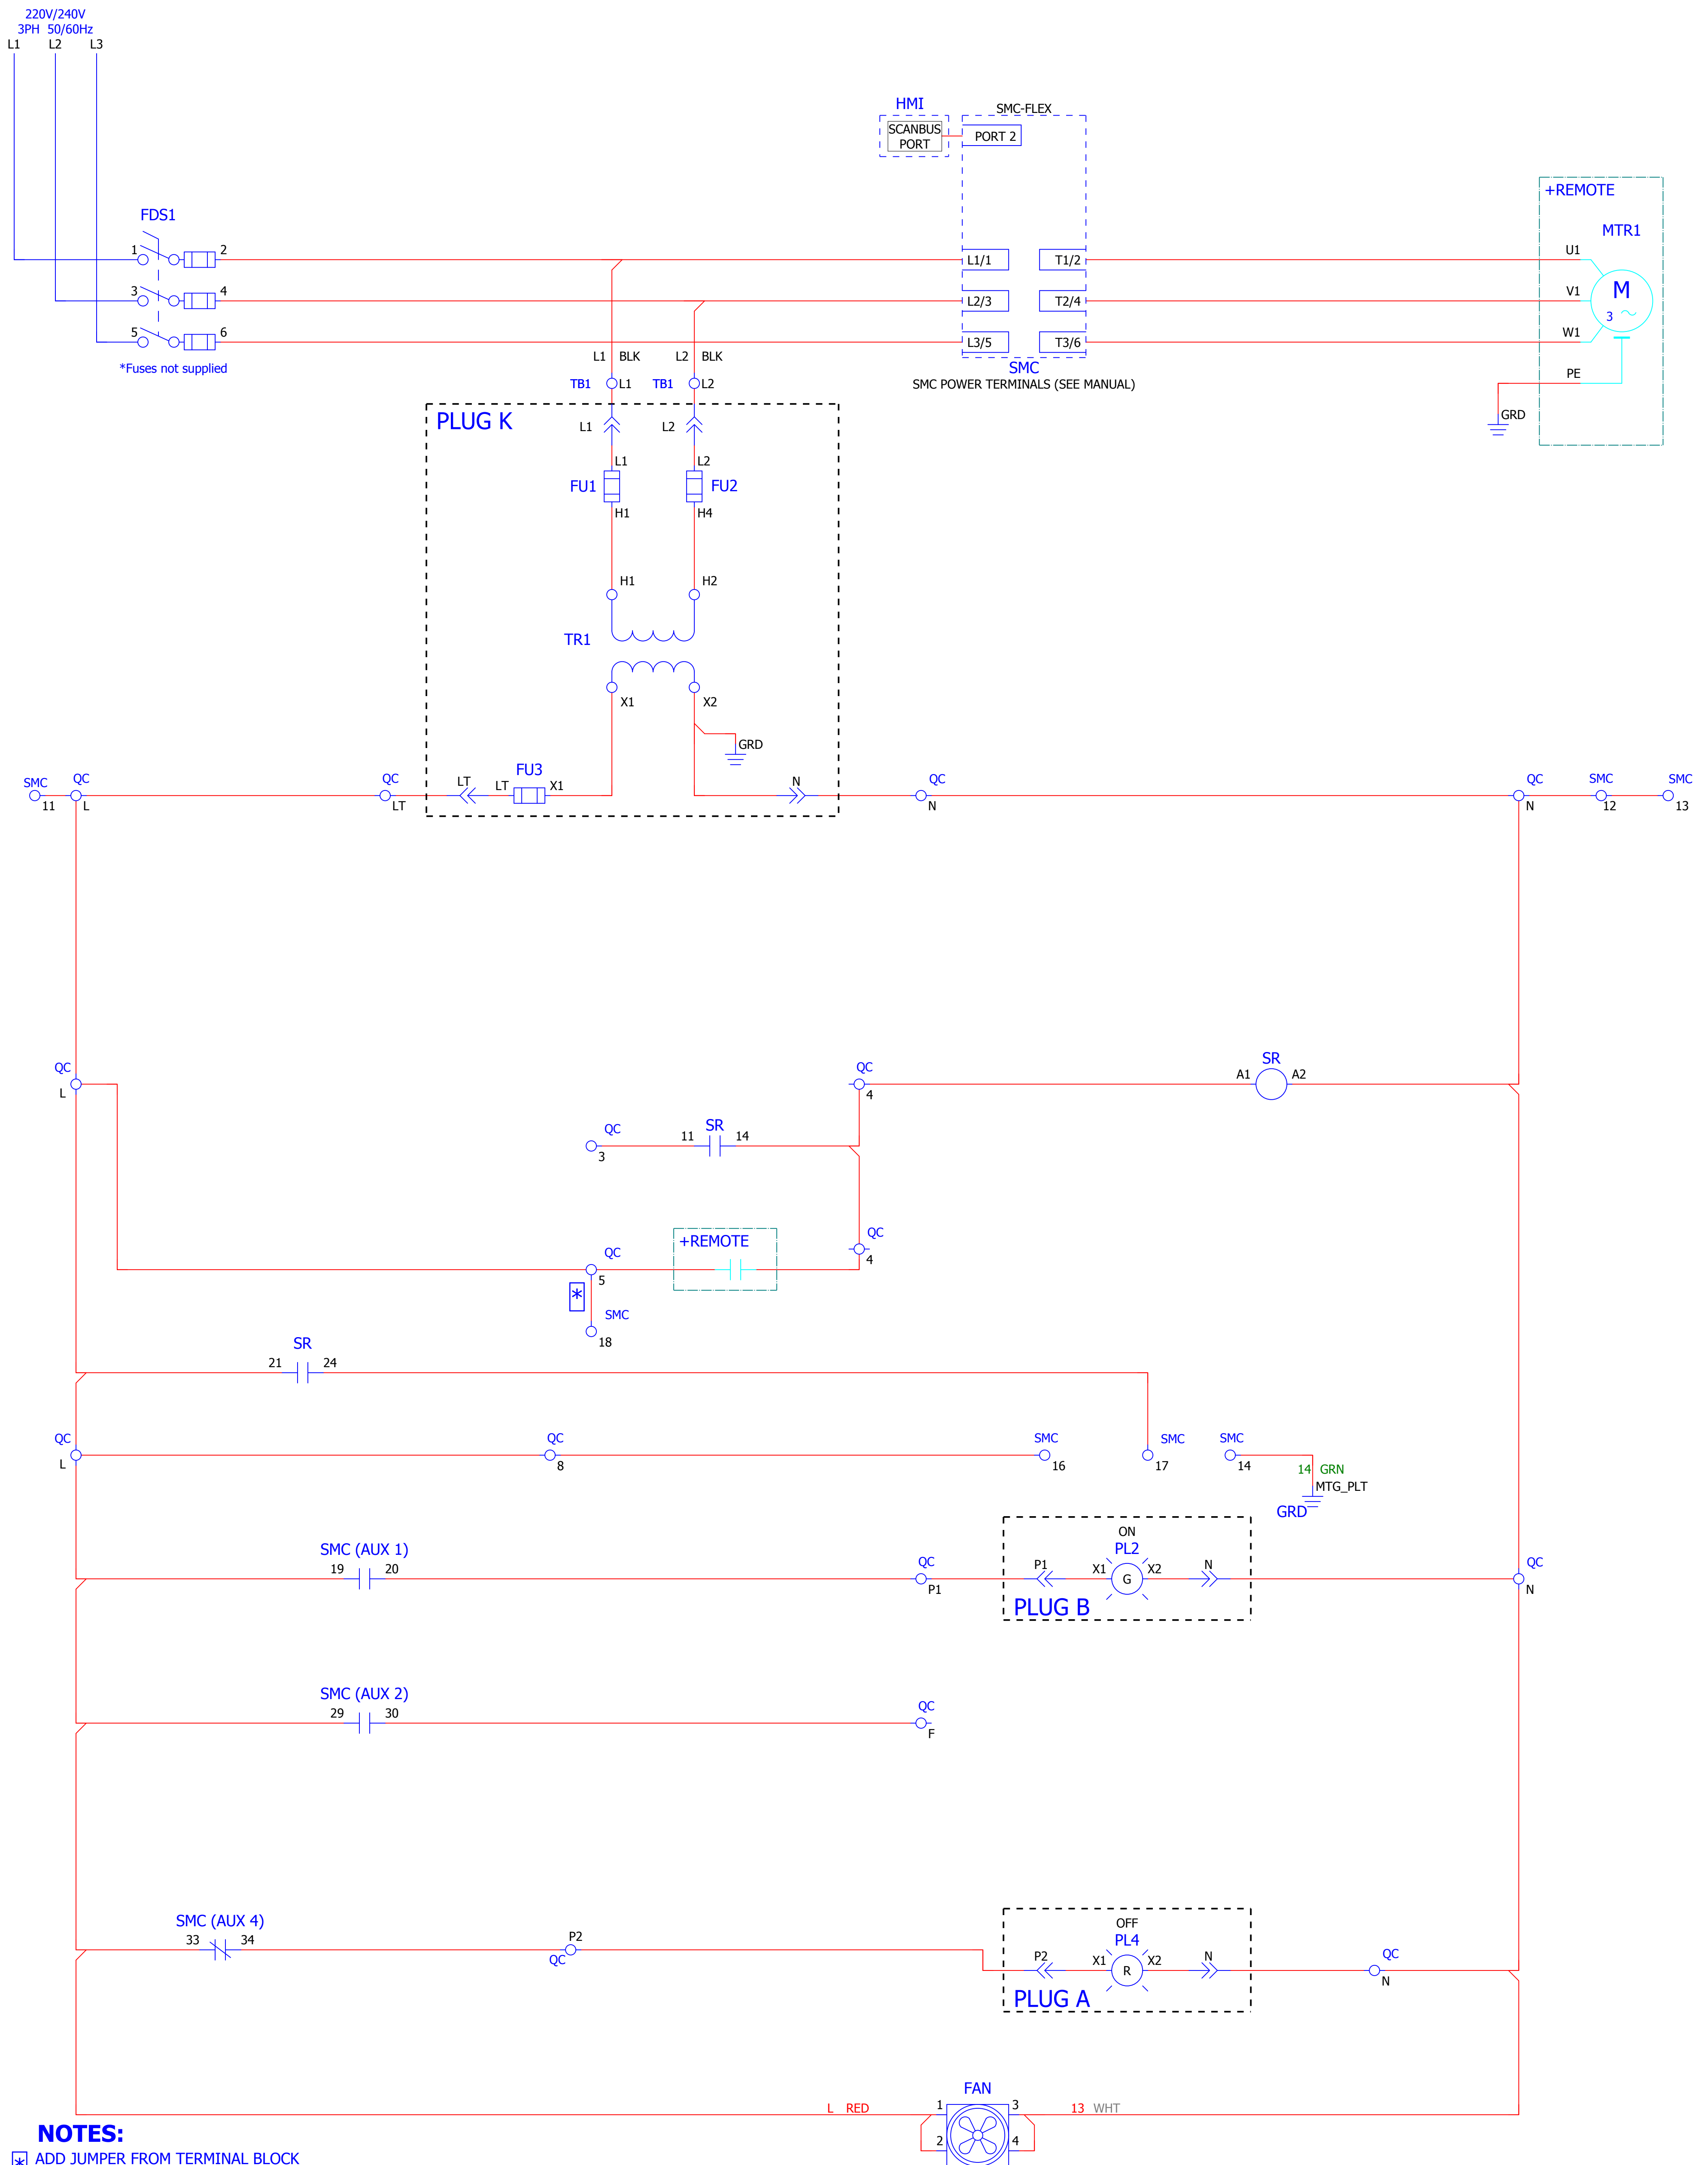 220V/240V
3PH 50/60Hz
L1 L2 L3
HMI
SMC-FLEX
SCANBUS
PORT
PORT 2
+REMOTE
MTR1
FDS1
1 2
L1/1 T1/2
U1
3 4
L2/3 T2/4
V1
M
3
5 6
L3/5 T3/6
W1
*Fuses not supplied
L1 BLK L2 BLK
SMC
SMC POWER TERMINALS (SEE MANUAL)
PE
GRD
TB1 L1 TB1 L2
PLUG K
L1 L2
L1 L2
FU1 FU2
H1 H4
H1 H2
TR1
X1 X2
GRD
SMC QC QC LT LT FU3 X1 N QC QC SMC SMC
11 L LT N N 12 13
QC QC SR
L 4 A1 A2
QC SR
3 11 14
+REMOTE
QC QC
5 4
*
SMC
18
SR
21 24
QC QC SMC SMC SMC
L 8 16 17 14
14 GRN
MTG_PLT
GRD
ON
SMC (AUX 1)
19 20
QC P1 PL2 QC
P1 X1 G X2 N N
PLUG B
SMC (AUX 2)
29 30
QC
F
OFF
SMC (AUX 4)
33 34
P2
QC
PL4
P2 X1 R X2 N
QC
N
PLUG A
FAN
L RED 1 3 13 WHT
2 4
NOTES:
* ADD JUMPER FROM TERMINAL BLOCK